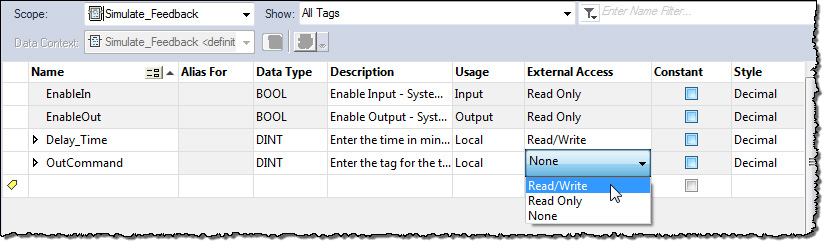 Scope: Simulate_Feedback Show: All Tags Enter Name Filter...
Data Context: Simulate_Feedback <definit
Name Alias For Data Type Description Usage External Access Constant Style
EnableIn BOOL Enable Input - Syste... Input Read Only Decimal
EnableOut BOOL Enable Output - Syste... Output Read Only Decimal
Delay_Time DINT Enter the time in min... Local Read/Write Decimal
OutCommand DINT Enter the tag for the t... Local None Decimal
Read/Write
Read Only
None